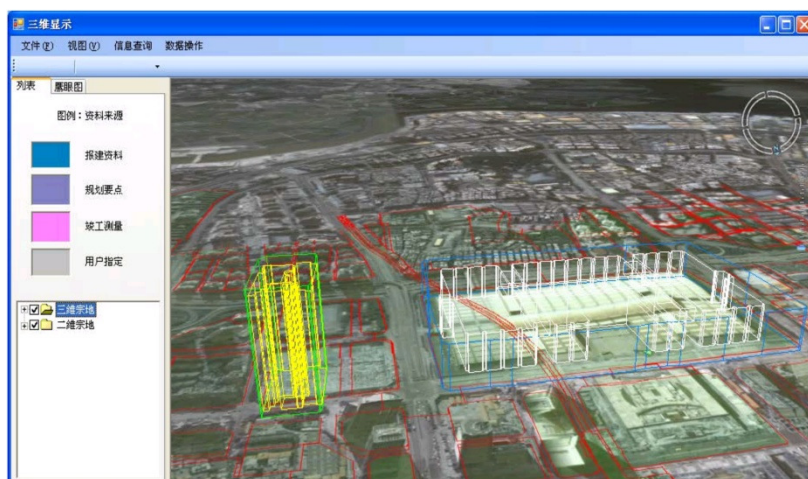 三维显示
文件(F) 视图(V) 信息查询 数据操作
列表 鹰眼图
图例：资料来源
报建资料
规划要点
竣工测量
用户指定
三维宗地
二维宗地
N